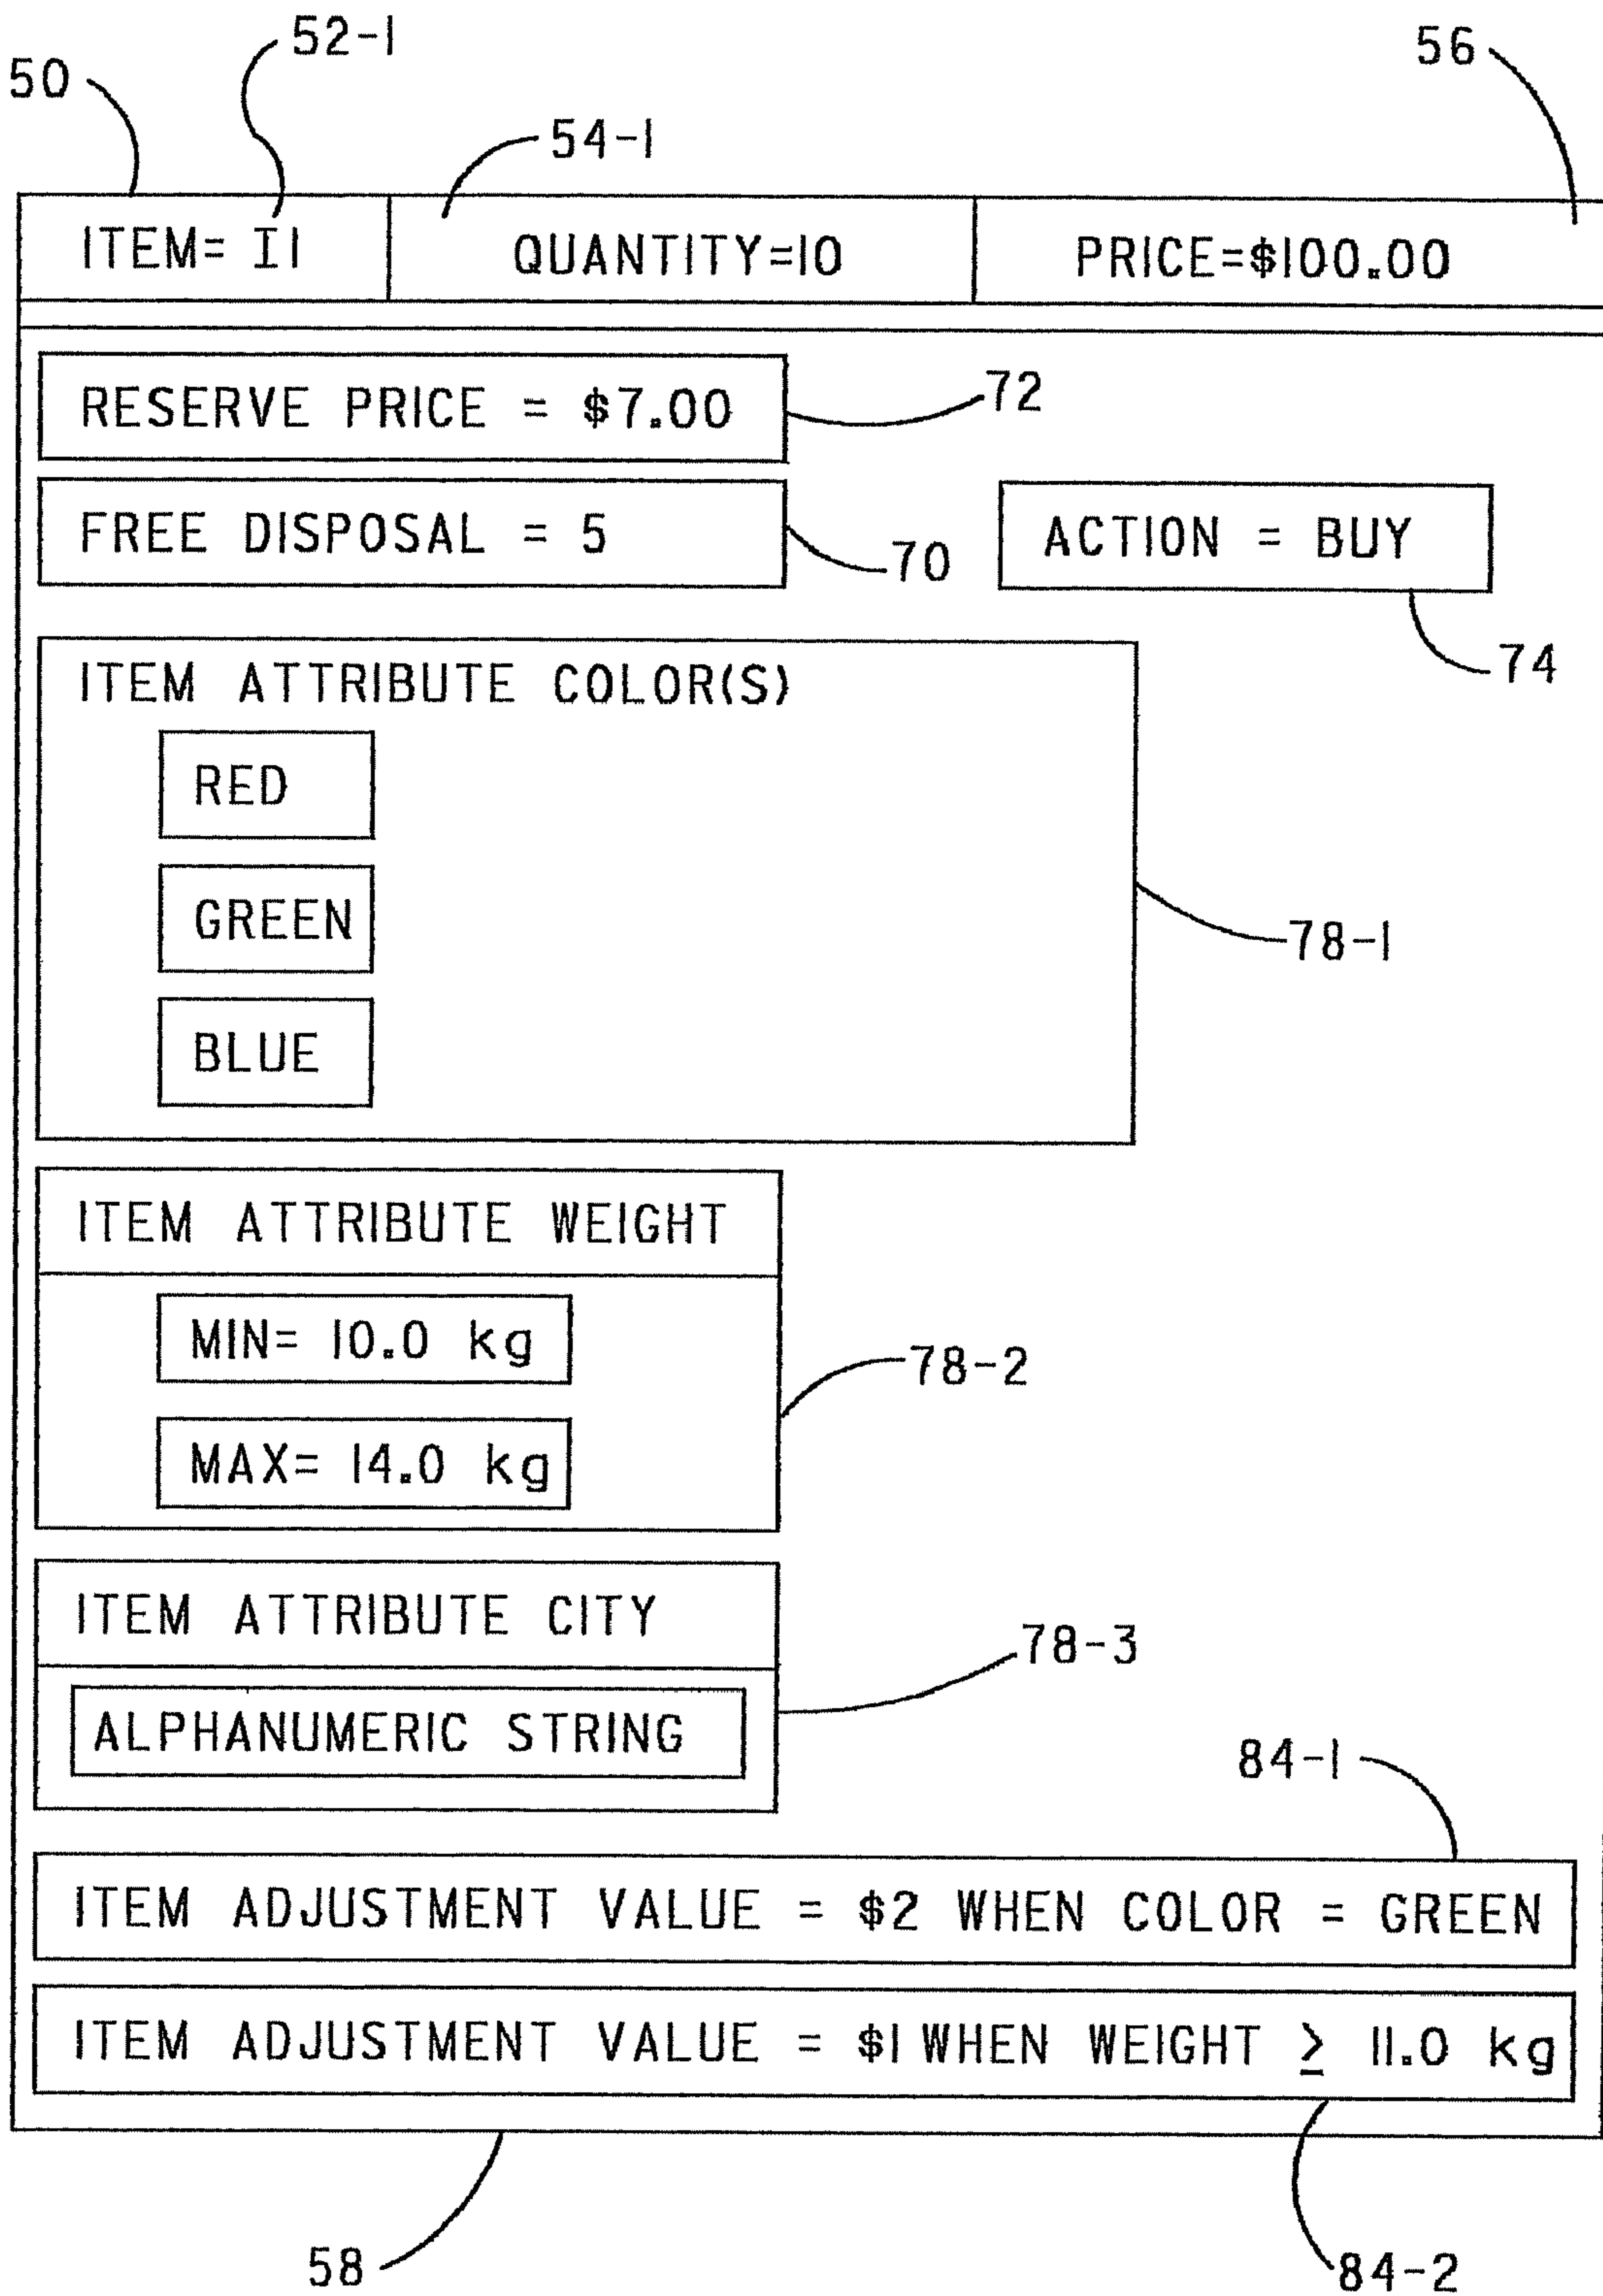 52-1
56
50
54-1
ITEM= I1
QUANTITY=10
PRICE=$100.00
RESERVE PRICE = $7.00
72
FREE DISPOSAL = 5
70
ACTION = BUY
74
ITEM ATTRIBUTE COLOR(S)
RED
GREEN
BLUE
78-1
ITEM ATTRIBUTE WEIGHT
MIN= 10.0 kg
MAX= 14.0 kg
78-2
ITEM ATTRIBUTE CITY
ALPHANUMERIC STRING
78-3
84-1
ITEM ADJUSTMENT VALUE = $2 WHEN COLOR = GREEN
ITEM ADJUSTMENT VALUE = $1 WHEN WEIGHT ≥ 11.0 kg
58
84-2